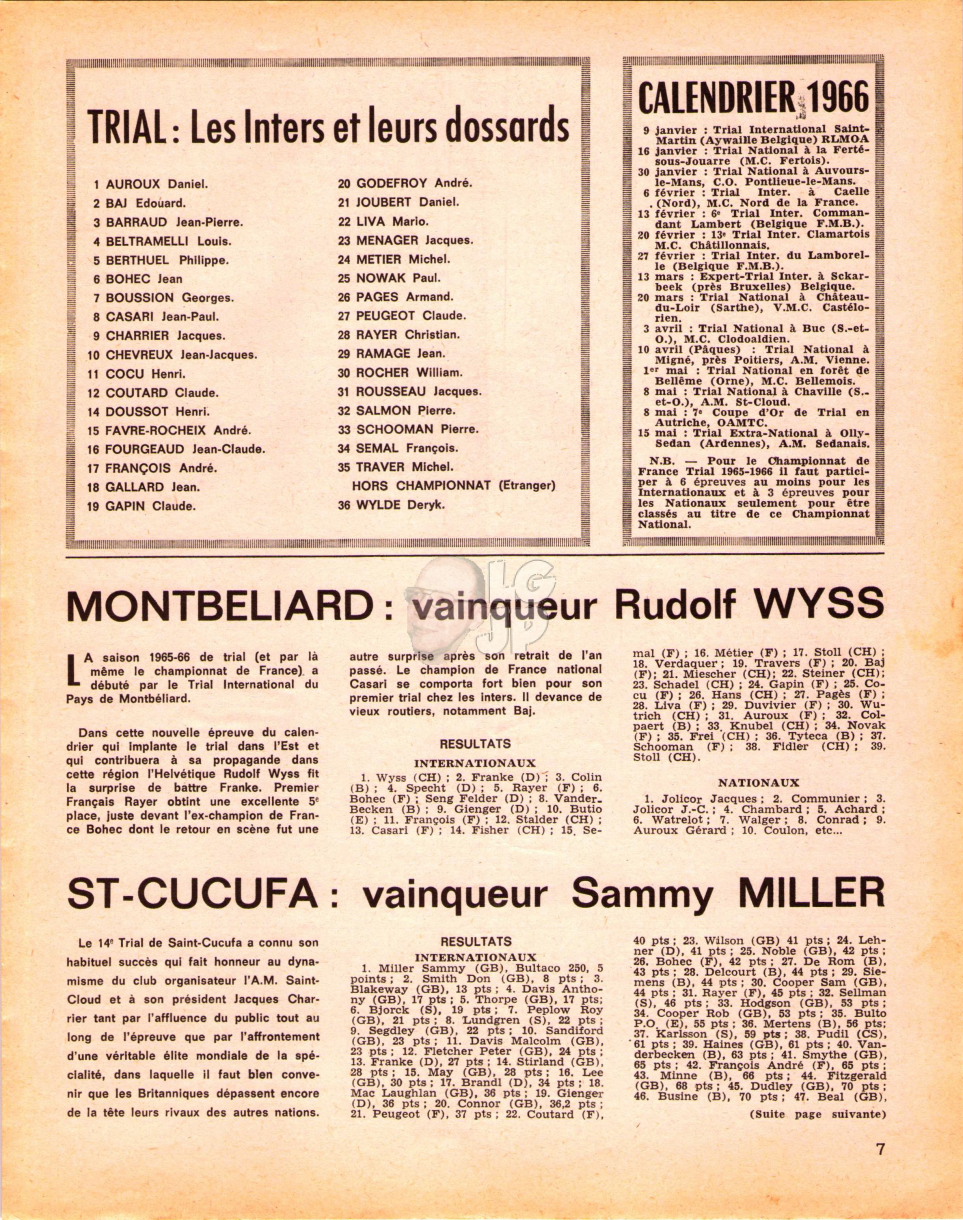 TRIAL : Les Inters et leurs dossards
1 AUROUX Daniel.
2 BAJ Edouard.
3 BARRAUD Jean-Pierre.
4 BELTRAMELLI Louis.
5 BERTHUEL Philippe.
6 BOHEC Jean
7 BOUSSION Georges.
8 CASARI Jean-Paul.
9 CHARRIER Jacques.
10 CHEVREUX Jean-Jacques.
11 COCU Henri.
12 COUTARD Claude.
14 DOUSSOT Henri.
15 FAVRE-ROCHEIX André.
16 FOURGEAUD Jean-Claude.
17 FRANÇOIS André.
18 GALLARD Jean.
19 GAPIN Claude.
20 GODEFROY André.
21 JOUBERT Daniel.
22 LIVA Mario.
23 MENAGER Jacques.
24 METIER Michel.
25 NOWAK Paul.
26 PAGES Armand.
27 PEUGEOT Claude.
28 RAYER Christian.
29 RAMAGE Jean.
30 ROCHER William.
31 ROUSSEAU Jacques.
32 SALMON Pierre.
33 SCHOOMAN Pierre.
34 SEMAL François.
35 TRAVER Michel.
HORS CHAMPIONNAT (Etranger)
36 WYLDE Deryk.
CALENDRIER 1966
9 janvier : Trial International Saint-
Martin (Aywaille Belgique) RLMOA
16 janvier : Trial National à la Ferté-
sous-Jouarre (M.C. Fertois).
30 janvier : Trial National à Auvours-
le-Mans, C.O. Pontlieue-le-Mans.
6 février : Trial Inter. à Caelle
(Nord), M.C. Nord de la France.
13 février : 6e Trial Inter. Comman-
dant Lambert (Belgique F.M.B.).
20 février : 13e Trial Inter. Clamartois
M.C. Châtillonnais.
27 février : Trial Inter. du Lamborel-
le (Belgique F.M.B.).
13 mars : Expert-Trial Inter. à Sckar-
beek (près Bruxelles) Belgique.
20 mars : Trial National à Château-
du-Loir (Sarthe), V.M.C. Castélo-
rien.
3 avril : Trial National à Buc (S.-et-
O.), M.C. Clodoaldien.
10 avril (Pâques) : Trial National à
Migné, près Poitiers, A.M. Vienne.
1er mai : Trial National en forêt de
Bellême (Orne), M.C. Bellemois.
8 mai : Trial National à Chaville (S.-
et-O.), A.M. St-Cloud.
8 mai : 7e Coupe d'Or de Trial en
Autriche, OAMTC.
15 mai : Trial Extra-National à Olly-
Sedan (Ardennes), A.M. Sedanais.
N.B. — Pour le Championnat de
France Trial 1965-1966 il faut partici-
per à 6 épreuves au moins pour les
Internationaux et à 3 épreuves pour
les Nationaux seulement pour être
classés au titre de ce Championnat
National.
MONTBELIARD : vainqueur Rudolf WYSS
LA saison 1965-66 de trial (et par là
même le championnat de France) a
débuté par le Trial International du
Pays de Montbéliard.
Dans cette nouvelle épreuve du calen-
drier qui implante le trial dans l'Est et
qui contribuera à sa propagande dans
cette région l'Helvétique Rudolf Wyss fit
la surprise de battre Franke. Premier
Français Rayer obtint une excellente 5e
place, juste devant l'ex-champion de Fran-
ce Bohec dont le retour en scène fut une
autre surprise après son retrait de l'an
passé. Le champion de France national
Casari se comporta fort bien pour son
premier trial chez les inters. Il devance de
vieux routiers, notamment Baj.
RESULTATS
INTERNATIONAUX
1. Wyss (CH) ; 2. Franke (D) ; 3. Colin
(B) ; 4. Specht (D) ; 5. Rayer (F) ; 6.
Bohec (F) ; Seng Felder (D) ; 8. Vander-
Becken (B) ; 9. Gienger (D) ; 10. Butio
(E) ; 11. François (F) ; 12. Stalder (CH) ;
13. Casari (F) ; 14. Fisher (CH) ; 15. Se-
mal (F) ; 16. Métier (F) ; 17. Stoll (CH) ;
18. Verdaquer ; 19. Travers (F) ; 20. Baj
(F); 21. Miescher (CH); 22. Steiner (CH);
23. Schadel (CH) ; 24. Gapin (F) ; 25. Co-
cu (F) ; 26. Hans (CH) ; 27. Pagès (F) ;
28. Liva (F) ; 29. Duvivier (F) ; 30. Wu-
trich (CH) ; 31. Auroux (F) ; 32. Col-
paert (B) ; 33. Knubel (CH) ; 34. Novak
(F) ; 35. Frei (CH) ; 36. Tyteca (B) ; 37.
Schooman (F) ; 38. Fidler (CH) ; 39.
Stoll (CH).
NATIONAUX
1. Jolicor Jacques ; 2. Communier ; 3.
Jolicor J.-C. ; 4. Chambard ; 5. Achard ;
6. Watrelot ; 7. Walger ; 8. Conrad ; 9.
Auroux Gérard ; 10. Coulon, etc...
ST-CUCUFA : vainqueur Sammy MILLER
Le 14e Trial de Saint-Cucufa a connu son
habituel succès qui fait honneur au dyna-
misme du club organisateur l'A.M. Saint-
Cloud et à son président Jacques Char-
rier tant par l'affluence du public tout au
long de l'épreuve que par l'affrontement
d'une véritable élite mondiale de la spé-
cialité, dans laquelle il faut bien conve-
nir que les Britanniques dépassent encore
de la tête leurs rivaux des autres nations.
RESULTATS
INTERNATIONAUX
1. Miller Sammy (GB), Bultaco 250, 5
points ; 2. Smith Don (GB), 8 pts ; 3.
Blakeway (GB), 13 pts ; 4. Davis Antho-
ny (GB), 17 pts ; 5. Thorpe (GB), 17 pts;
6. Bjorck (S), 19 pts ; 7. Peplow Roy
(GB), 21 pts ; 8. Lundgren (S), 22 pts ;
9. Segdley (GB), 22 pts ; 10. Sandiford
(GB), 23 pts ; 11. Davis Malcolm (GB),
23 pts ; 12. Fletcher Peter (GB), 24 pts ;
13. Franke (D), 27 pts ; 14. Stirland (GB),
28 pts ; 15. May (GB), 28 pts ; 16. Lee
(GB), 30 pts ; 17. Brandl (D), 34 pts ; 18.
Mac Laughlan (GB), 36 pts ; 19. Gienger
(D), 36 pts ; 20. Connor (GB), 36,2 pts ;
21. Peugeot (F), 37 pts ; 22. Coutard (F),
40 pts ; 23. Wilson (GB) 41 pts ; 24. Leh-
ner (D), 41 pts ; 25. Noble (GB), 42 pts ;
26. Bohec (F), 42 pts ; 27. De Rom (B),
43 pts ; 28. Delcourt (B), 44 pts ; 29. Sie-
mens (B), 44 pts ; 30. Cooper Sam (GB),
44 pts ; 31. Rayer (F), 45 pts ; 32. Sellman
(S), 46 pts ; 33. Hodgson (GB), 53 pts ;
34. Cooper Rob (GB), 53 pts ; 35. Bulto
P.O. (E), 55 pts ; 36. Mertens (B), 56 pts;
37. Karlsson (S), 59 pts ; 38. Pudil (CS),
61 pts ; 39. Haines (GB), 61 pts ; 40. Van-
derbecken (B), 63 pts ; 41. Smythe (GB),
65 pts ; 42. François André (F), 65 pts ;
43. Minne (B), 66 pts ; 44. Fitzgerald
(GB), 68 pts ; 45. Dudley (GB), 70 pts ;
46. Busine (B), 70 pts ; 47. Beal (GB),
(Suite page suivante)
7